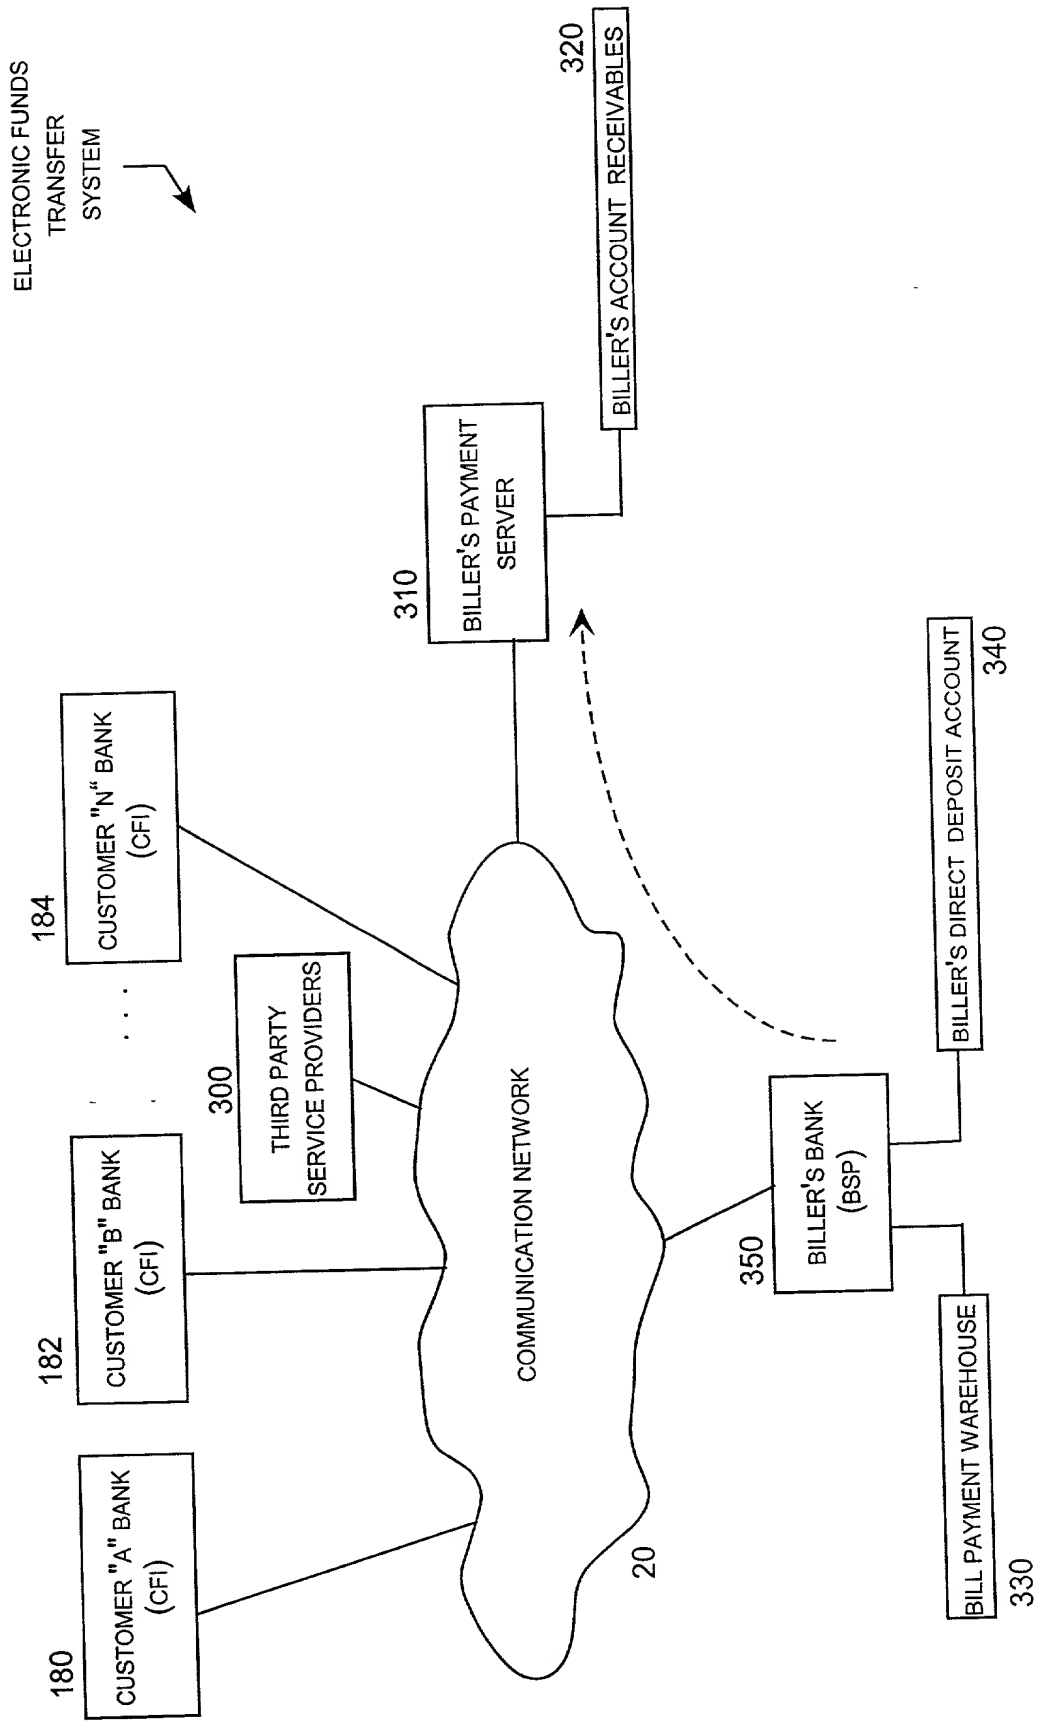 ELECTRONIC FUNDS
TRANSFER
SYSTEM
180
CUSTOMER "A" BANK
(CFI)
182
CUSTOMER "B" BANK
(CFI)
. . .
184
CUSTOMER "N" BANK
(CFI)
300
THIRD PARTY
SERVICE PROVIDERS
COMMUNICATION NETWORK
20
310
BILLER'S PAYMENT
SERVER
320
BILLER'S ACCOUNT RECEIVABLES
350
BILLER'S BANK
(BSP)
BILL PAYMENT WAREHOUSE
330
BILLER'S DIRECT DEPOSIT ACCOUNT
340